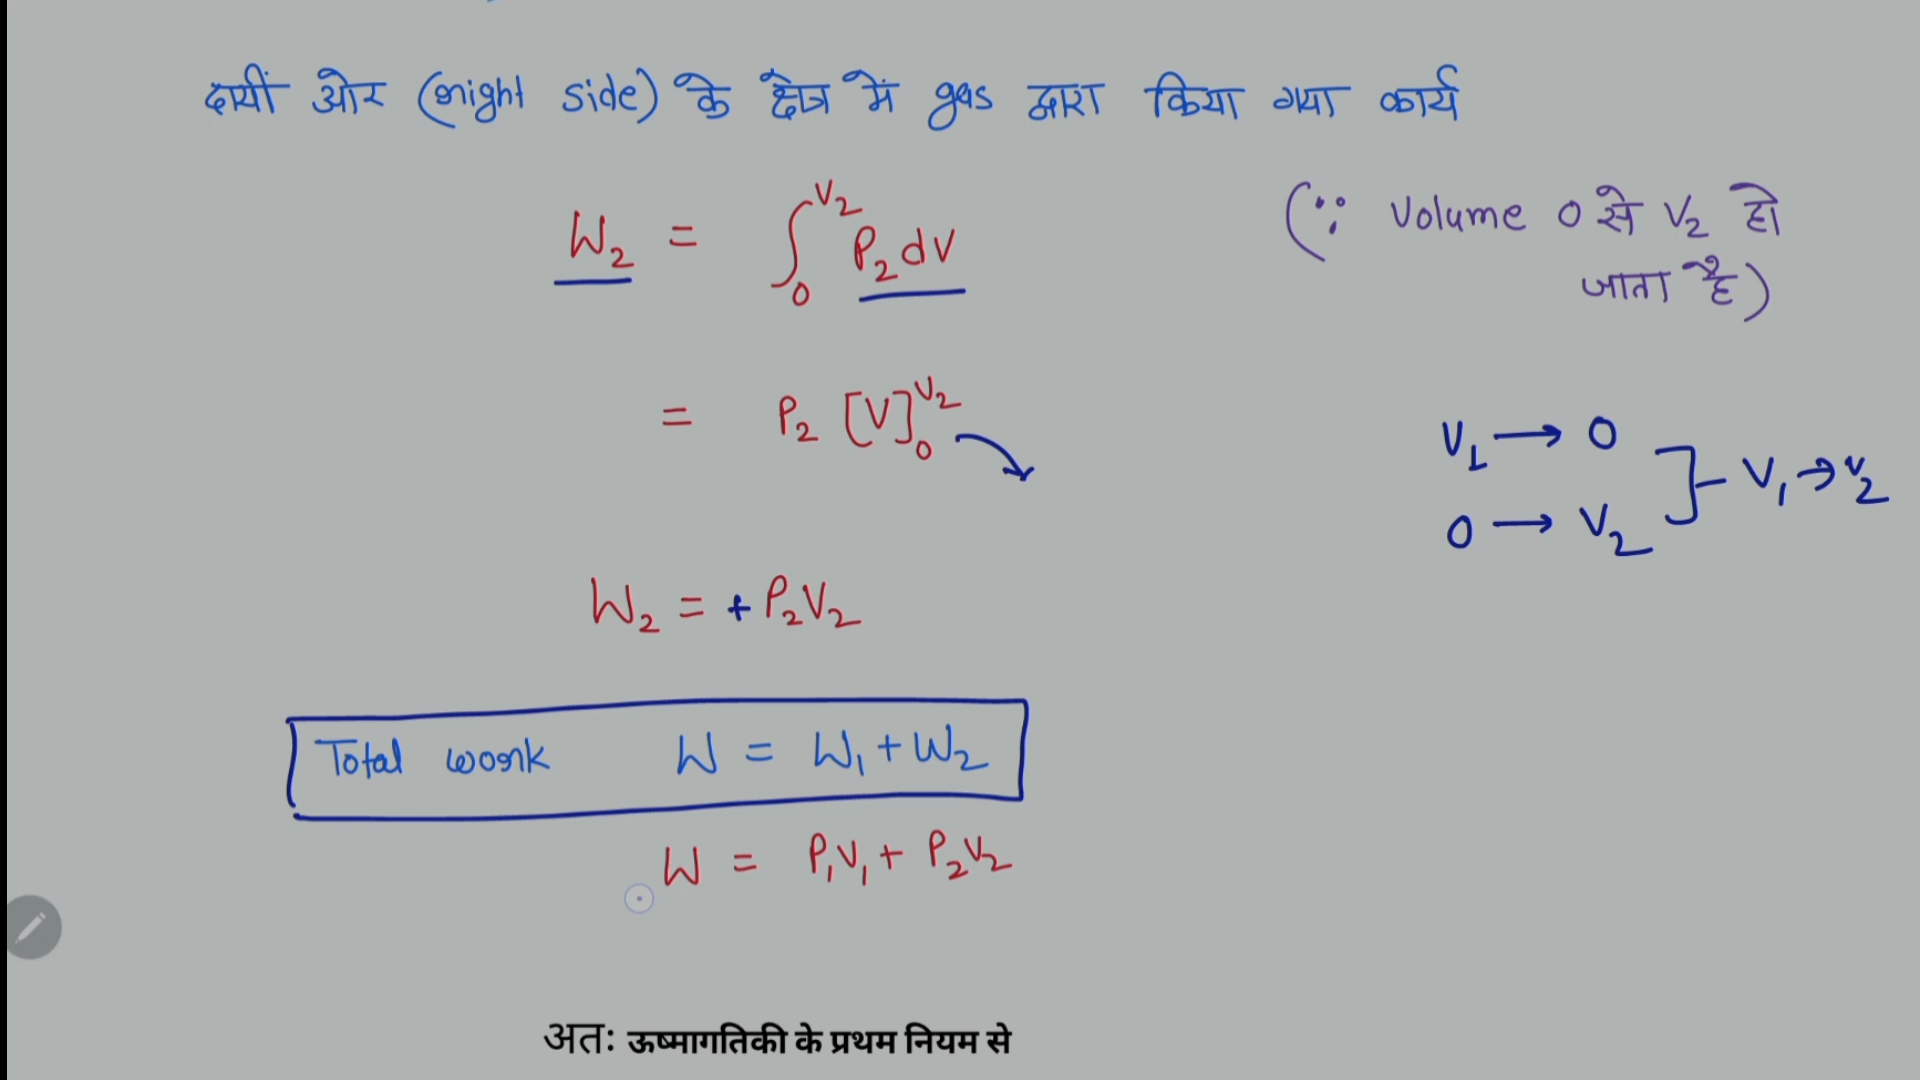 दायीं ओर (right side) के क्षेत्र में gas द्वारा किया गया कार्य
W₂ = ∫₀^V₂ P₂dV
(∵ Volume 0 से V₂ हो
जाता है)
= P₂ [V]₀^V₂
V₁ → 0
0 → V₂
] - V₁ → V₂
W₂ = + P₂V₂
Total work W = W₁ + W₂
W = P₁V₁ + P₂V₂
अतः ऊष्मागतिकी के प्रथम नियम से